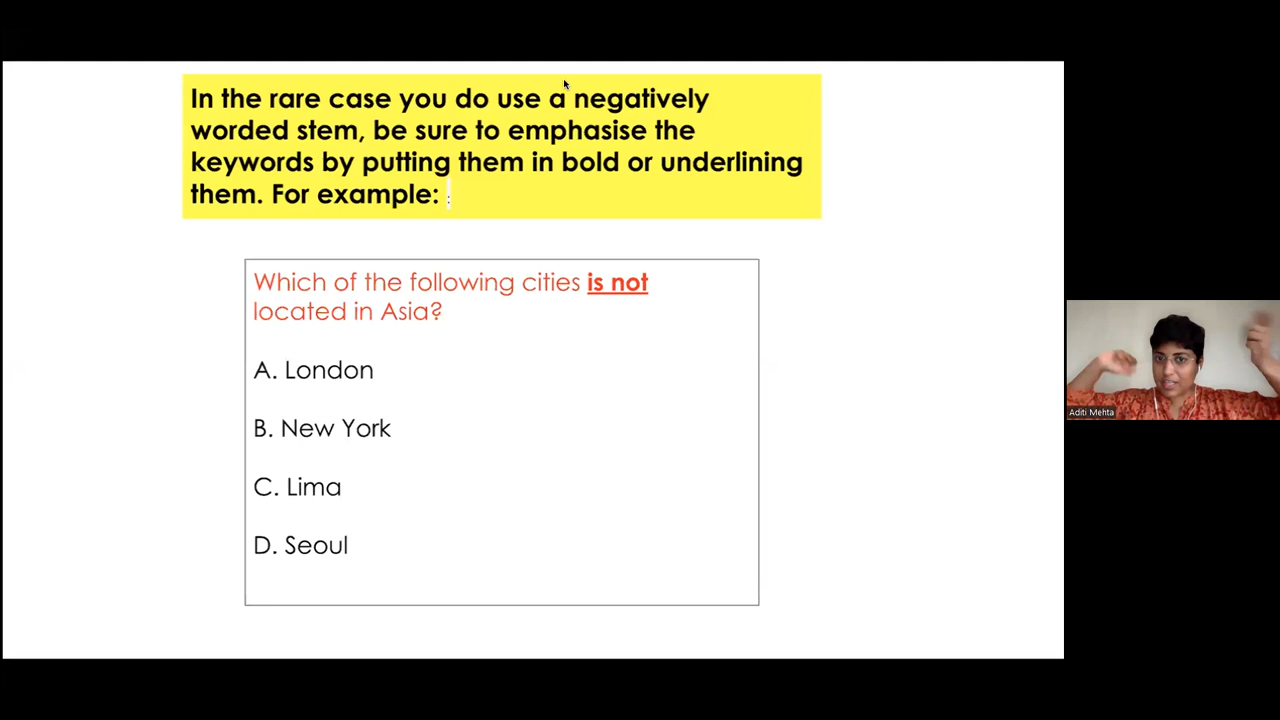 In the rare case you do use a negatively
worded stem, be sure to emphasise the
keywords by putting them in bold or underlining
them. For example: :
Which of the following cities is not
located in Asia?
A. London
B. New York
C. Lima
D. Seoul
Aditi Mehta